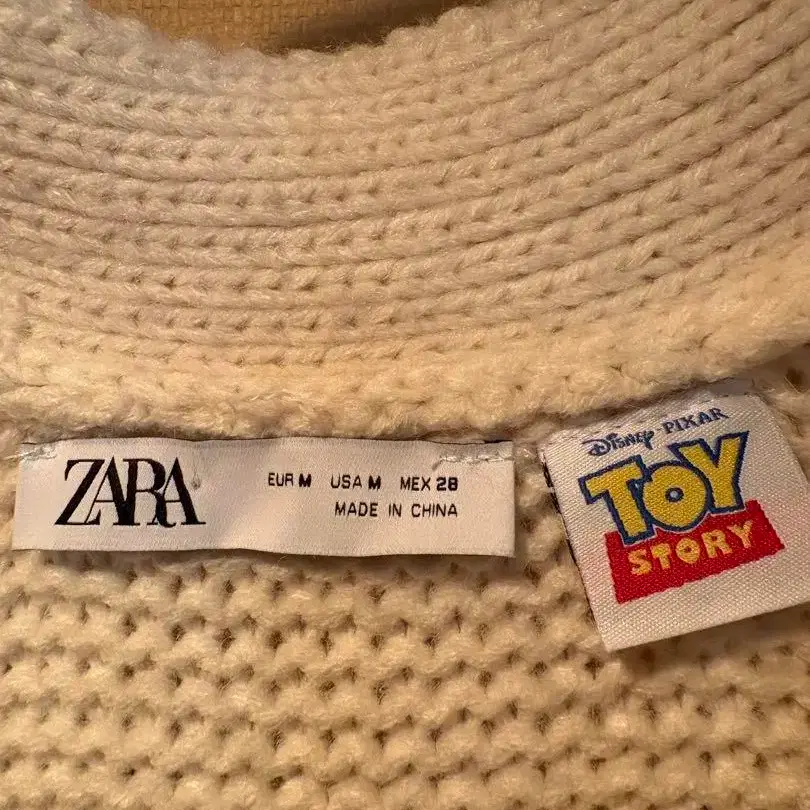 ZARA
EUR M USA M MEX 28
MADE IN CHINA
Disney PIXAR
TOY
STORY